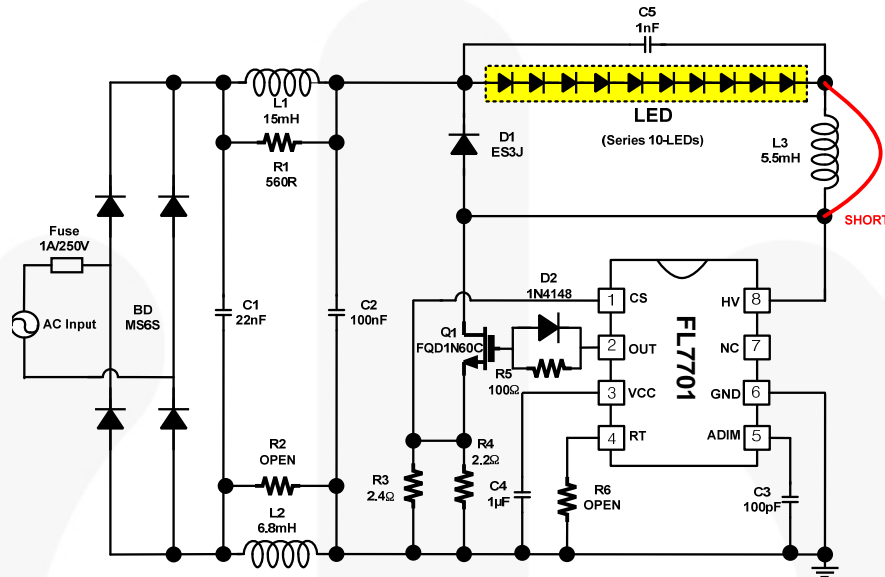 C5
1nF
L1
15mH
LED
(Series 10-LEDs)
D1
ES3J
L3
5.5mH
R1
560R
SHORT
Fuse
1A/250V
AC Input
BD
MS6S
C1
22nF
C2
100nF
D2
1N4148
Q1
FQD1N60C
R5
100Ω
1 CS
HV 8
2 OUT
NC 7
3 VCC
GND 6
4 RT
ADIM 5
FL7701
R2
OPEN
R4
2.2Ω
R3
2.4Ω
C4
1µF
R6
OPEN
C3
100pF
L2
6.8mH